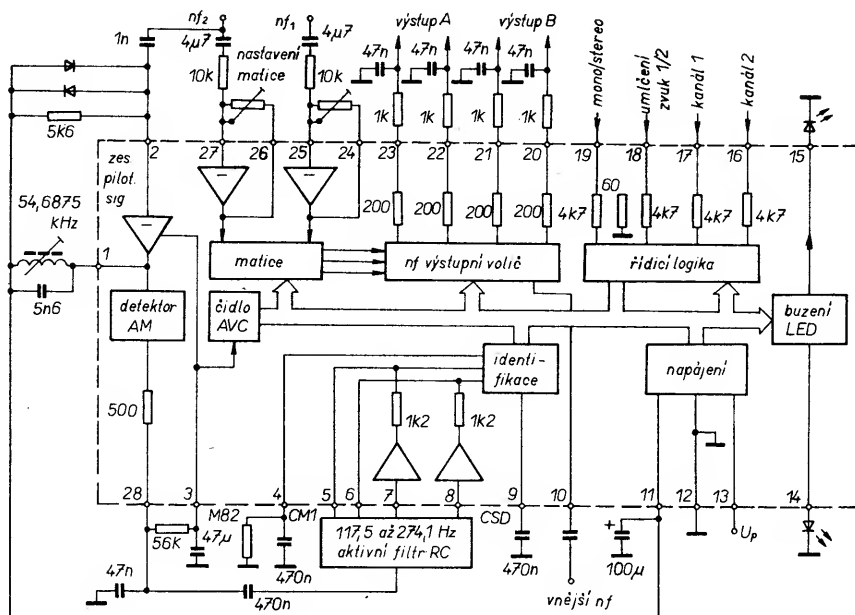 nf₂
nf₁
výstup A
výstup B
1n
4µ7
4µ7
47n
47n
47n
47n
nastavení
matice
10k
10k
mono/stereo
umlčení
zvuk 1/2
kanál 1
kanál 2
1k
1k
1k
1k
5k6
2
27
26
25
24
23
22
21
20
19
18
17
16
15
zes.
pilot.
sig
54,6875
kHz
60
200
200
200
200
4k7
4k7
4k7
4k7
1
matice
nf výstupní volič
řídicí logika
5n6
detektor
AM
čidlo
AVC
buzení
LED
identi-
fikace
napájení
500
1k2
1k2
28
3
4
5
6
7
8
9
10
11
12
13
14
M82
CM1
CSD
56k
47µ
117,5 až 274,1 Hz
aktivní filtr RC
+
U_P
470n
470n
100µ
47n
470n
vnější nf